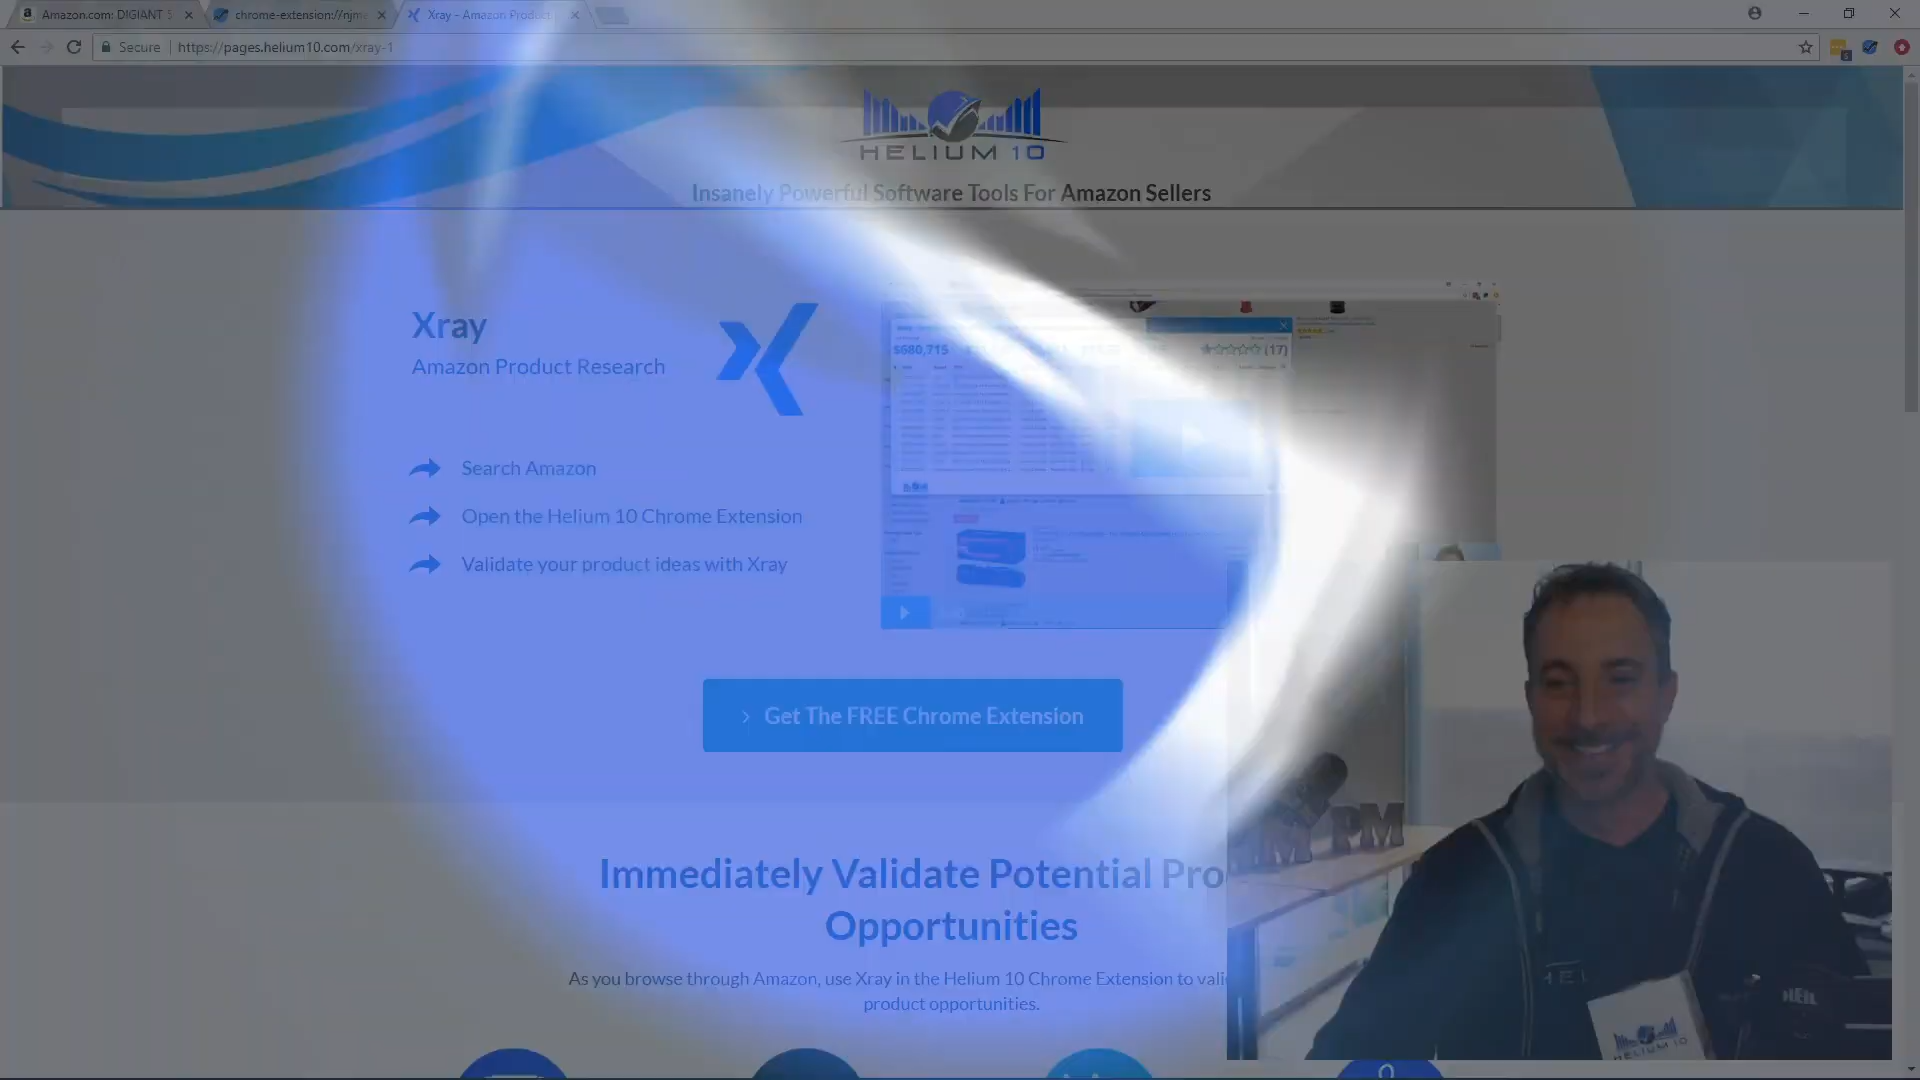 Amazon.com: DIGIANT
chrome-extension://njm
Xray - Amazon Product
Secure
https://pages.helium10.com/xray-1
HELIUM 10
Insanely Powerful Software Tools For Amazon Sellers
Xray
Amazon Product Research
Search Amazon
Open the Helium 10 Chrome Extension
Validate your product ideas with Xray
$680,715
(17)
Get The FREE Chrome Extension
Immediately Validate Potential Pro
Opportunities
As you browse through Amazon, use Xray in the Helium 10 Chrome Extension to vali
product opportunities.
PM
HELIUM 10